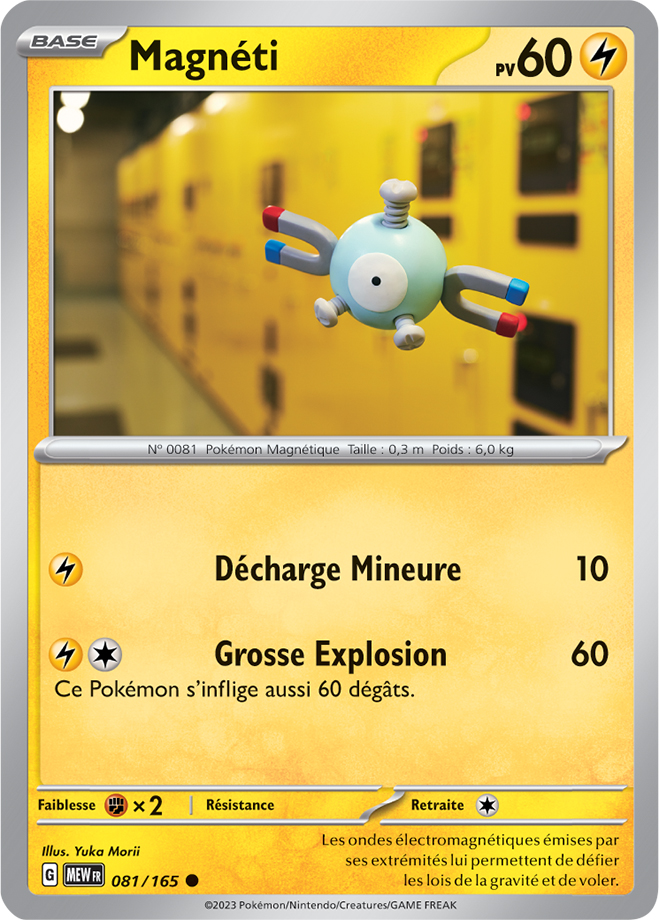 BASE
Magnéti
PV60
Nº 0081 Pokémon Magnétique Taille : 0,3 m Poids : 6,0 kg
Décharge Mineure 10
Grosse Explosion 60
Ce Pokémon s’inflige aussi 60 dégâts.
Faiblesse ×2 Résistance Retraite
Illus. Yuka Morii
G MEW FR 081/165
Les ondes électromagnétiques émises par
ses extrémités lui permettent de défier
les lois de la gravité et de voler.
©2023 Pokémon/Nintendo/Creatures/GAME FREAK